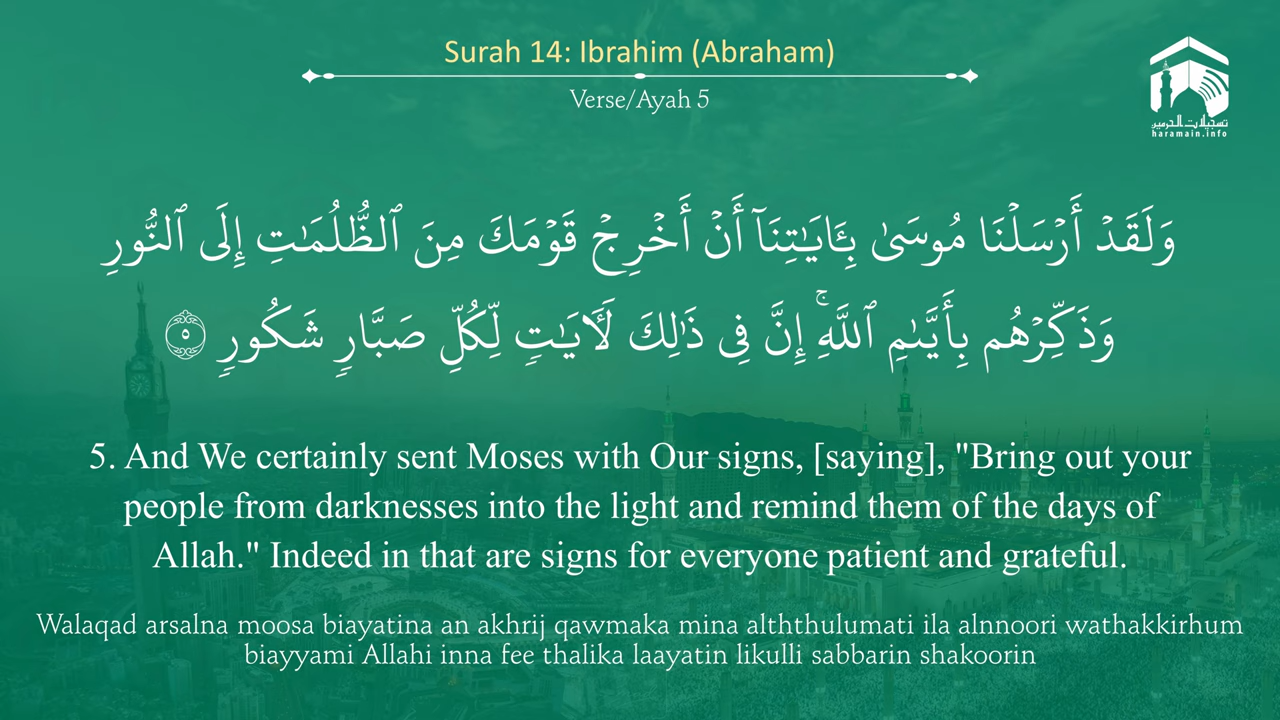 Surah 14: Ibrahim (Abraham)
Verse/Ayah 5
تسجيلات الحرمين
haramain.info
وَلَقَدۡ أَرۡسَلۡنَا مُوسَىٰ بِـَٔايَٰتِنَآ أَنۡ أَخۡرِجۡ قَوۡمَكَ مِنَ ٱلظُّلُمَٰتِ إِلَى ٱلنُّورِ
وَذَكِّرۡهُم بِأَيَّىٰمِ ٱللَّهِۚ إِنَّ فِي ذَٰلِكَ لَأٓيَٰتٖ لِّكُلِّ صَبَّارٖ شَكُورٖ ٥
5. And We certainly sent Moses with Our signs, [saying], "Bring out your
people from darknesses into the light and remind them of the days of
Allah." Indeed in that are signs for everyone patient and grateful.
Walaqad arsalna moosa biayatina an akhrij qawmaka mina alththulumati ila alnnoori wathakkirhum
biayyami Allahi inna fee thalika laayatin likulli sabbarin shakoorin